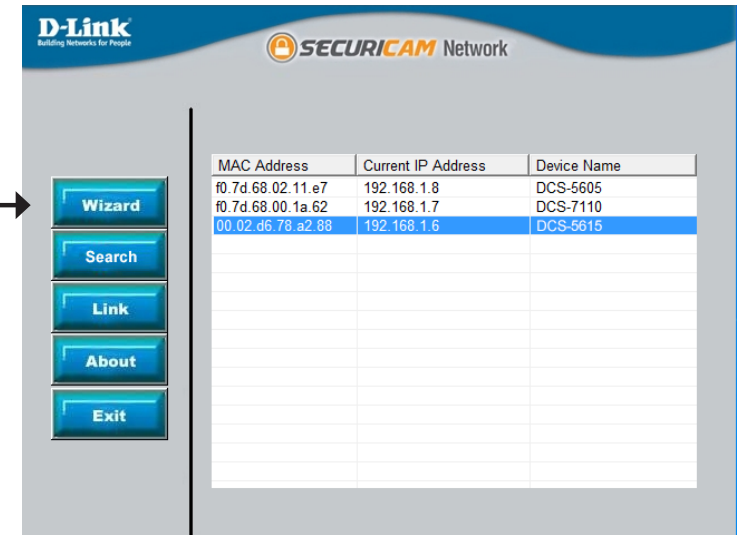 D-Link
Building Networks for People
SECURICAM Network
MAC Address Current IP Address Device Name
f0.7d.68.02.11.e7 192.168.1.8 DCS-5605
f0.7d.68.00.1a.62 192.168.1.7 DCS-7110
00.02.d6.78.a2.88 192.168.1.6 DCS-5615
Wizard
Search
Link
About
Exit